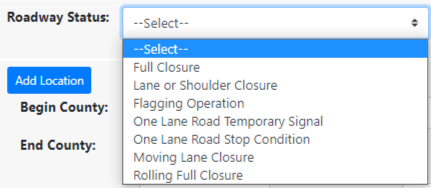 Roadway Status:
--Select--
--Select--
Full Closure
Lane or Shoulder Closure
Flagging Operation
One Lane Road Temporary Signal
One Lane Road Stop Condition
Moving Lane Closure
Rolling Full Closure
Add Location
Begin County:
End County: